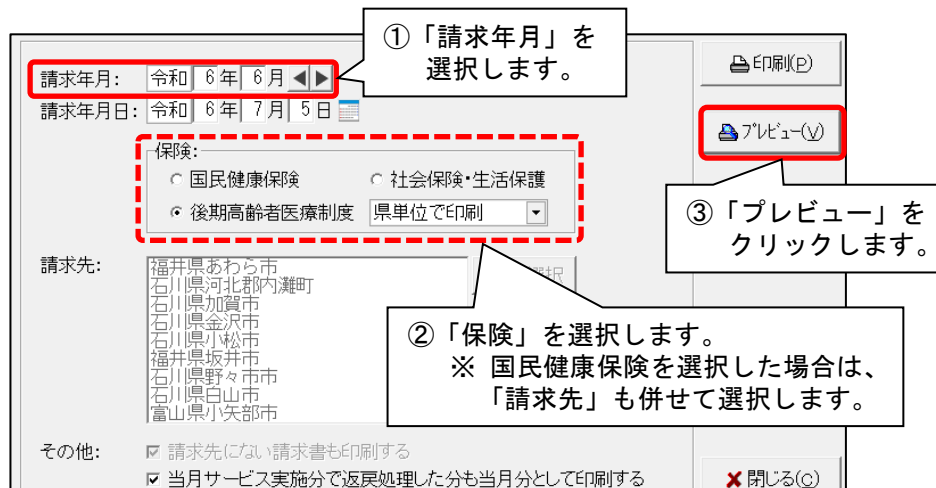 ①「請求年月」を
選択します。
請求年月: 令和 6年 6月
請求年月日: 令和 6年 7月 5日
印刷(P)
プレビュー(V)
保険:
国民健康保険 社会保険・生活保護
後期高齢者医療制度 県単位で印刷
③「プレビュー」を
クリックします。
請求先:
福井県あわら市
石川県河北郡内灘町
石川県加賀市
石川県金沢市
石川県小松市
福井県坂井市
石川県野々市市
石川県白山市
富山県小矢部市
択
②「保険」を選択します。
※ 国民健康保険を選択した場合は、
「請求先」も併せて選択します。
その他: 請求先にない請求書も印刷する
当月サービス実施分で返戻処理した分も当月分として印刷する
閉じる(C)